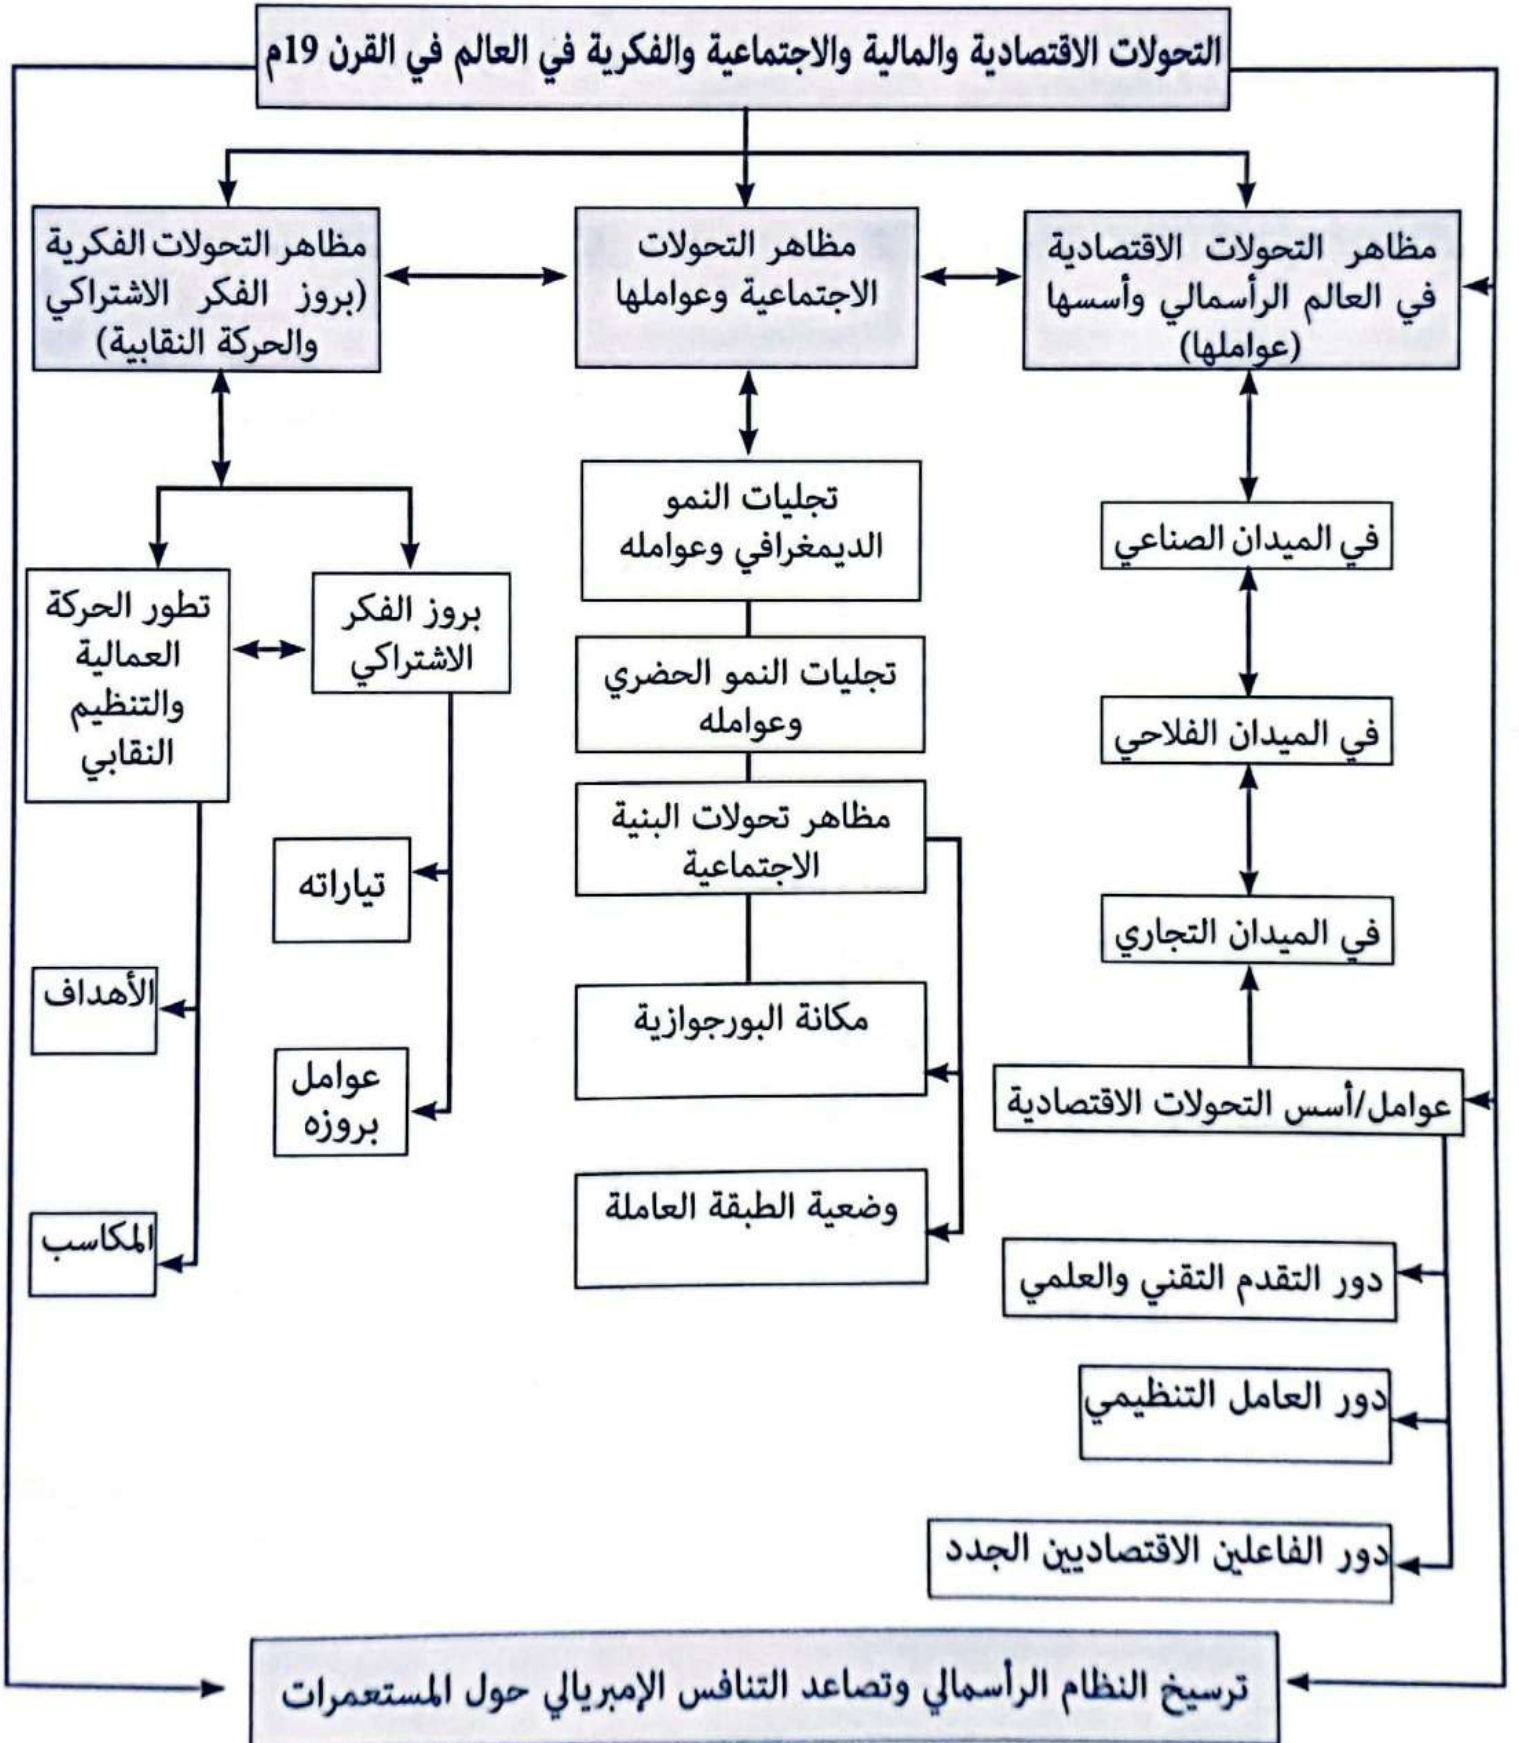 التحولات الاقتصادية والمالية والاجتماعية والفكرية في العالم في القرن 19م
مظاهر التحولات الاقتصادية
في العالم الرأسمالي وأسسها
(عواملها)
في الميدان الصناعي
في الميدان الفلاحي
في الميدان التجاري
عوامل/أسس التحولات الاقتصادية
دور التقدم التقني والعلمي
دور العامل التنظيمي
دور الفاعلين الاقتصاديين الجدد
مظاهر التحولات
الاجتماعية وعواملها
تجليات النمو
الديمغرافي وعوامله
تجليات النمو الحضري
وعوامله
مظاهر تحولات البنية
الاجتماعية
مكانة البورجوازية
وضعية الطبقة العاملة
مظاهر التحولات الفكرية
(بروز الفكر الاشتراكي
والحركة النقابية)
بروز الفكر
الاشتراكي
تياراته
عوامل
بروزه
تطور الحركة
العمالية
والتنظيم
النقابي
الأهداف
المكاسب
ترسيخ النظام الرأسمالي وتصاعد التنافس الإمبريالي حول المستعمرات